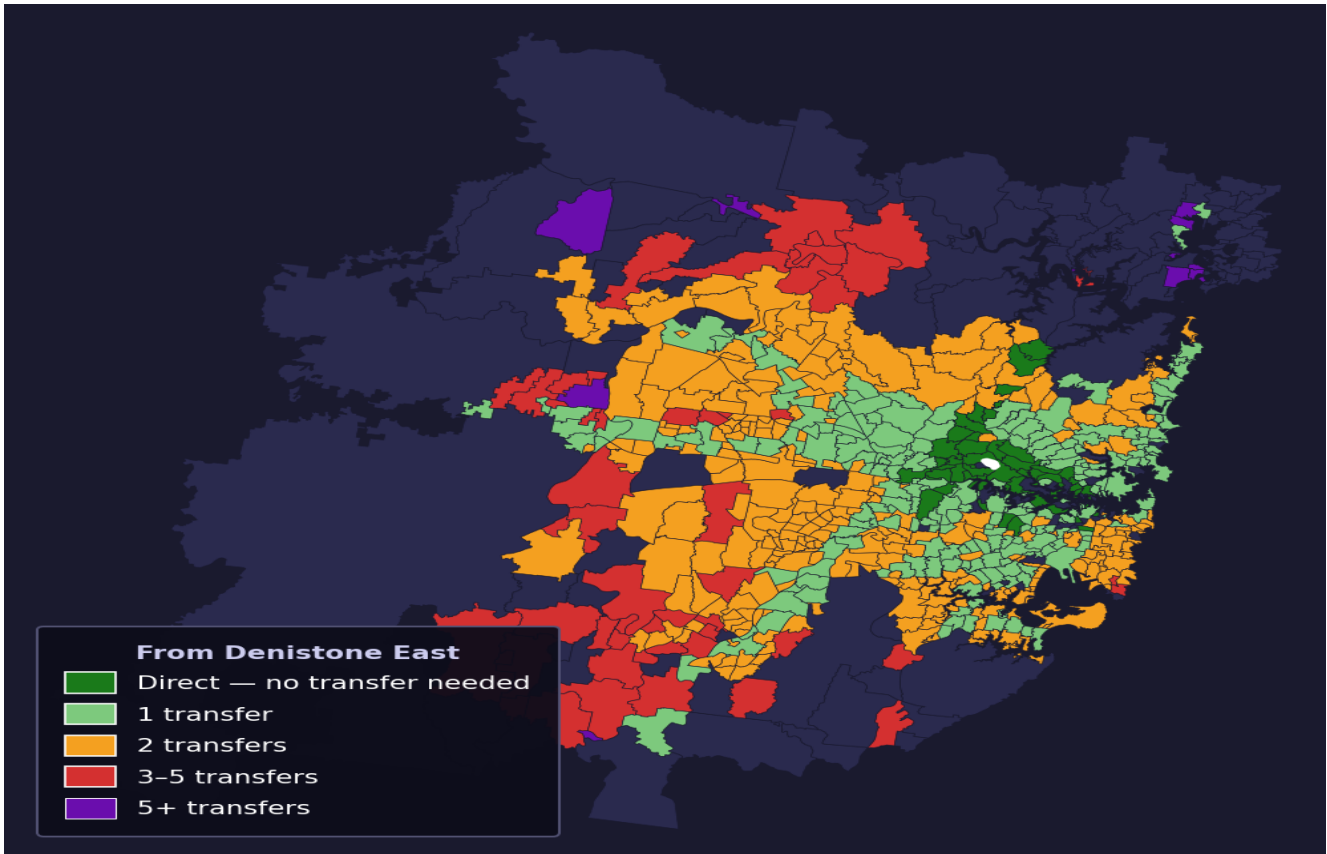 From Denistone East
Direct — no transfer needed
1 transfer
2 transfers
3–5 transfers
5+ transfers